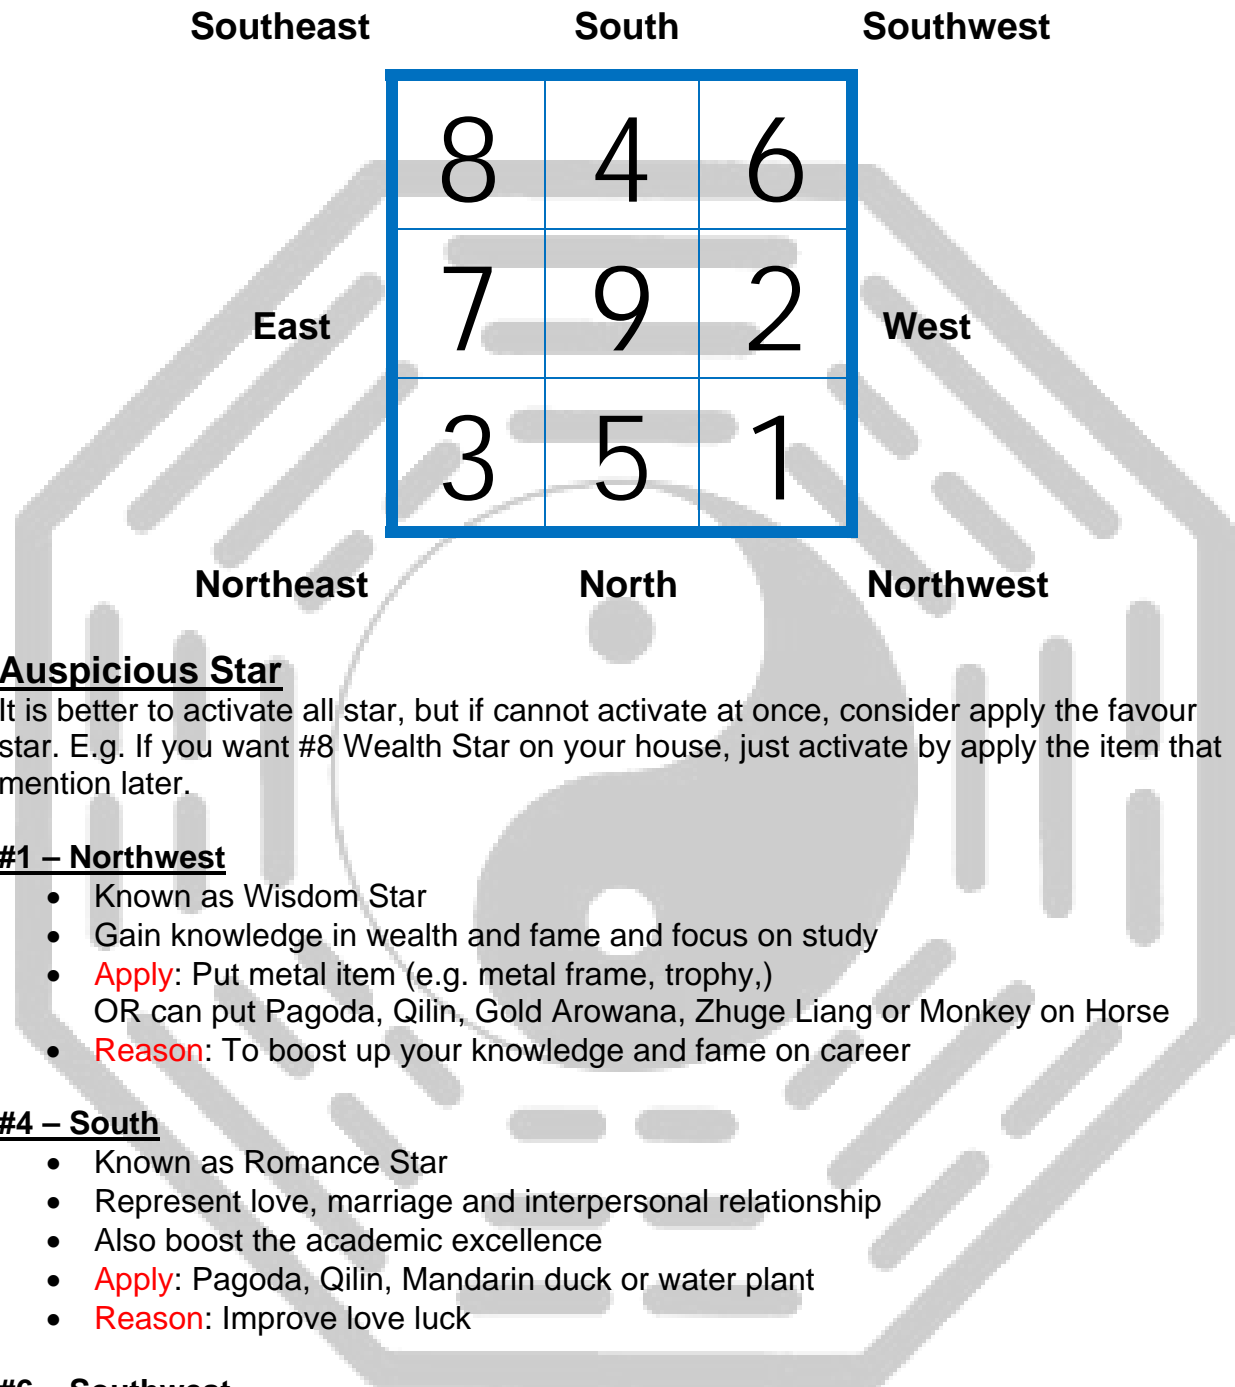 Southeast South Southwest
8 4 6
East 7 9 2 West
3 5 1
Northeast North Northwest
Auspicious Star
It is better to activate all star, but if cannot activate at once, consider apply the favour
star. E.g. If you want #8 Wealth Star on your house, just activate by apply the item that
mention later.
#1 – Northwest
• Known as Wisdom Star
• Gain knowledge in wealth and fame and focus on study
• Apply: Put metal item (e.g. metal frame, trophy,)
OR can put Pagoda, Qilin, Gold Arowana, Zhuge Liang or Monkey on Horse
• Reason: To boost up your knowledge and fame on career
#4 – South
• Known as Romance Star
• Represent love, marriage and interpersonal relationship
• Also boost the academic excellence
• Apply: Pagoda, Qilin, Mandarin duck or water plant
• Reason: Improve love luck
#6 – Southwest